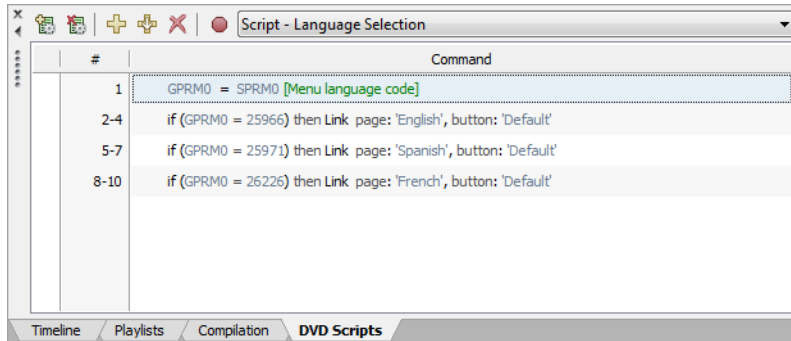 Script - Language Selection
# Command
1 GPRM0 = SPRM0 [Menu language code]
2-4 if (GPRM0 = 25966) then Link page: 'English', button: 'Default'
5-7 if (GPRM0 = 25971) then Link page: 'Spanish', button: 'Default'
8-10 if (GPRM0 = 26226) then Link page: 'French', button: 'Default'
Timeline Playlists Compilation DVD Scripts